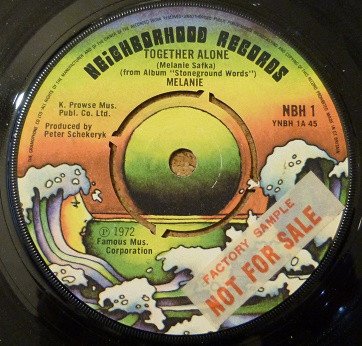 NEIGHBORHOOD RECORDS
TOGETHER ALONE
(Melanie Safka)
(from Album "Stoneground Words")
MELANIE
K. Prowse Mus.
Publ. Co. Ltd.
Produced by
Peter Schekeryk
NBH 1
YNBH 1A 45
Ⓟ 1972
Famous Mus.
Corporation
FACTORY SAMPLE
NOT FOR SALE